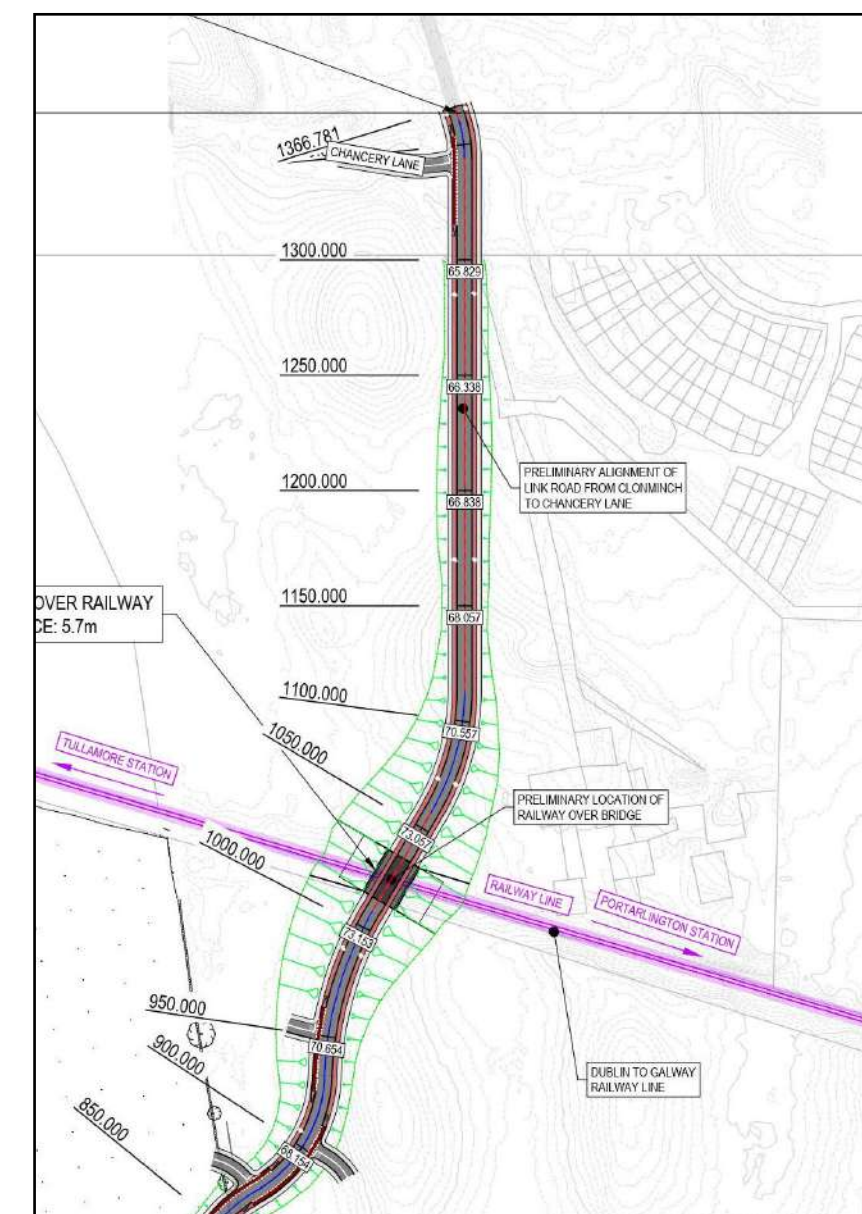 1366.781
CHANCERY LANE
1300.000
65.829
1250.000
66.338
PRELIMINARY ALIGNMENT OF
LINK ROAD FROM CLONMINCH
TO CHANCERY LANE
1200.000
66.838
OVER RAILWAY
CE: 5.7m
1150.000
68.057
1100.000
70.557
1050.000
TULLAMORE STATION
PRELIMINARY LOCATION OF
RAILWAY OVER BRIDGE
73.057
1000.000
RAILWAY LINE
PORTARLINGTON STATION
73.153
950.000
70.654
900.000
DUBLIN TO GALWAY
RAILWAY LINE
850.000
68.154